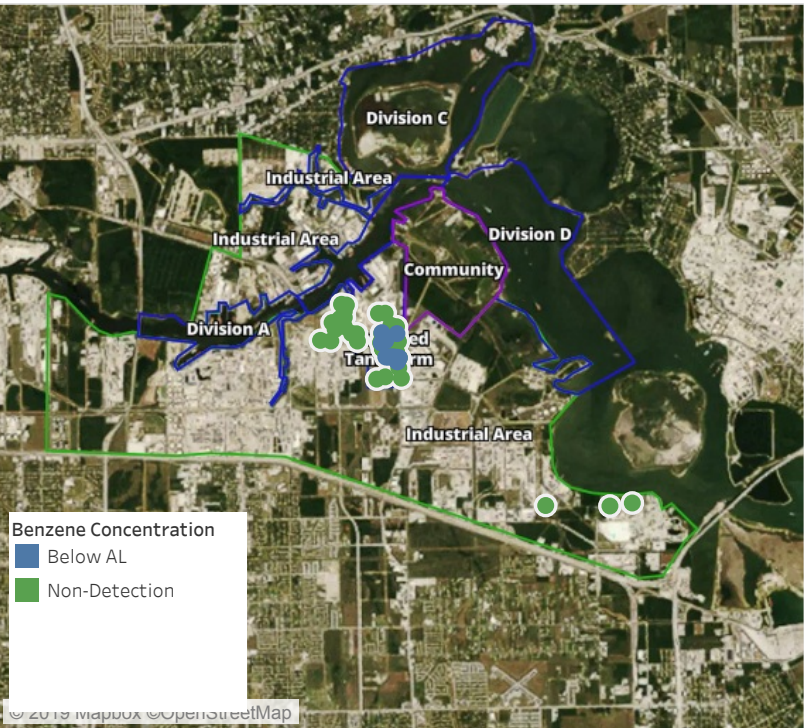 Division C
Industrial Area
Division D
Industrial Area
Community
Division A
Benzene Concentration
Below AL
Non-Detection
Industrial Area
© 2019 Mapbox ©OpenStreetMap